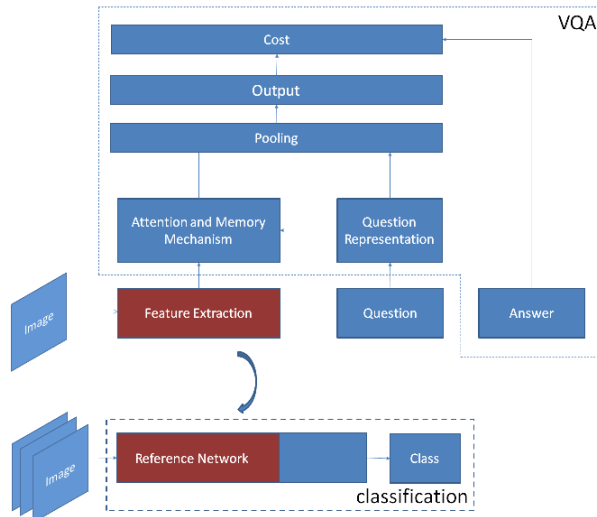 VQA
Cost
Output
Pooling
Attention and Memory
Mechanism
Question
Representation
Image
Feature Extraction
Question
Answer
Image
Reference Network
Class
classification